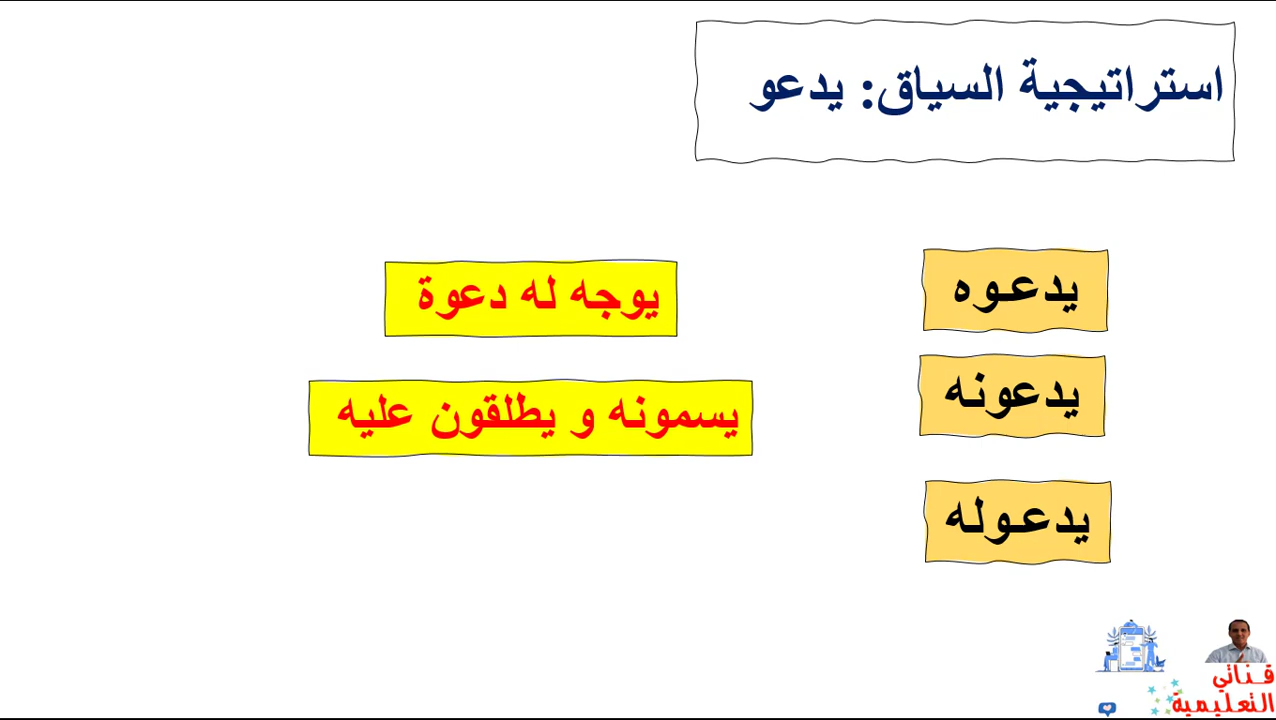 استراتيجية السياق: يدعو
يدعوه
يوجه له دعوة
يدعونه
يسمونه و يطلقون عليه
يدعوله
قناتي
التعليمية